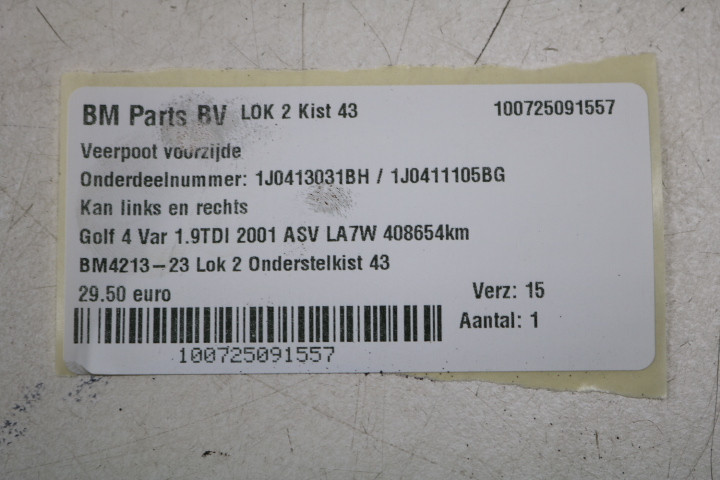 BM Parts BV LOK 2 Kist 43 100725091557
Veerpoot voorzijde
Onderdeelnummer: 1J0413031BH / 1J0411105BG
Kan links en rechts
Golf 4 Var 1.9TDI 2001 ASV LA7W 408654km
BM4213-23 Lok 2 Onderstelkist 43
29.50 euro Verz: 15
Aantal: 1
100725091557